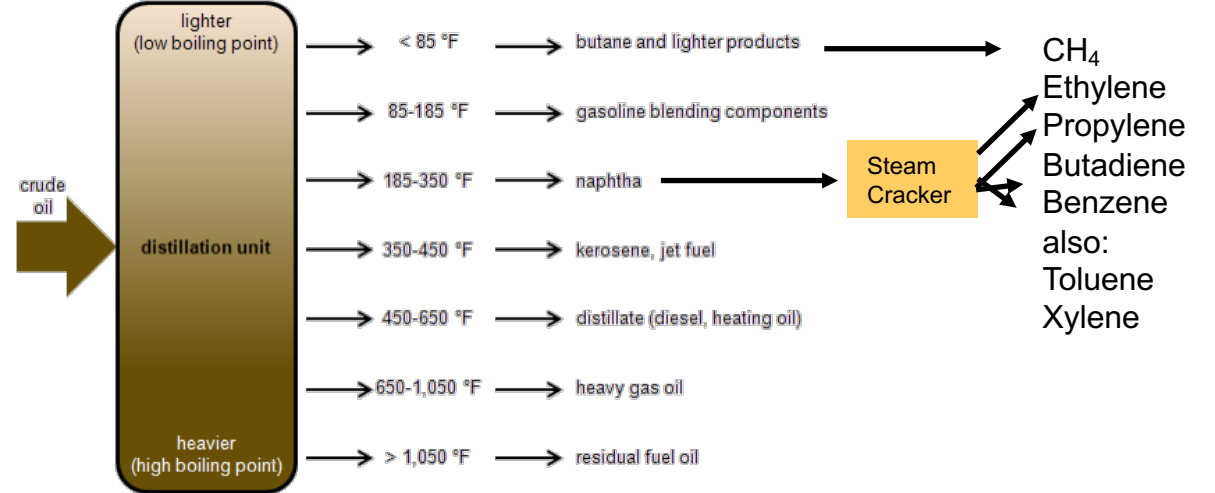 lighter
(low boiling point)
< 85 °F
butane and lighter products
CH₄
Ethylene
85-185 °F
gasoline blending components
Propylene
Steam
Cracker
Butadiene
crude
oil
185-350 °F
naphtha
Benzene
distillation unit
350-450 °F
kerosene, jet fuel
also:
Toluene
450-650 °F
distillate (diesel, heating oil)
Xylene
650-1,050 °F
heavy gas oil
heavier
(high boiling point)
> 1,050 °F
residual fuel oil